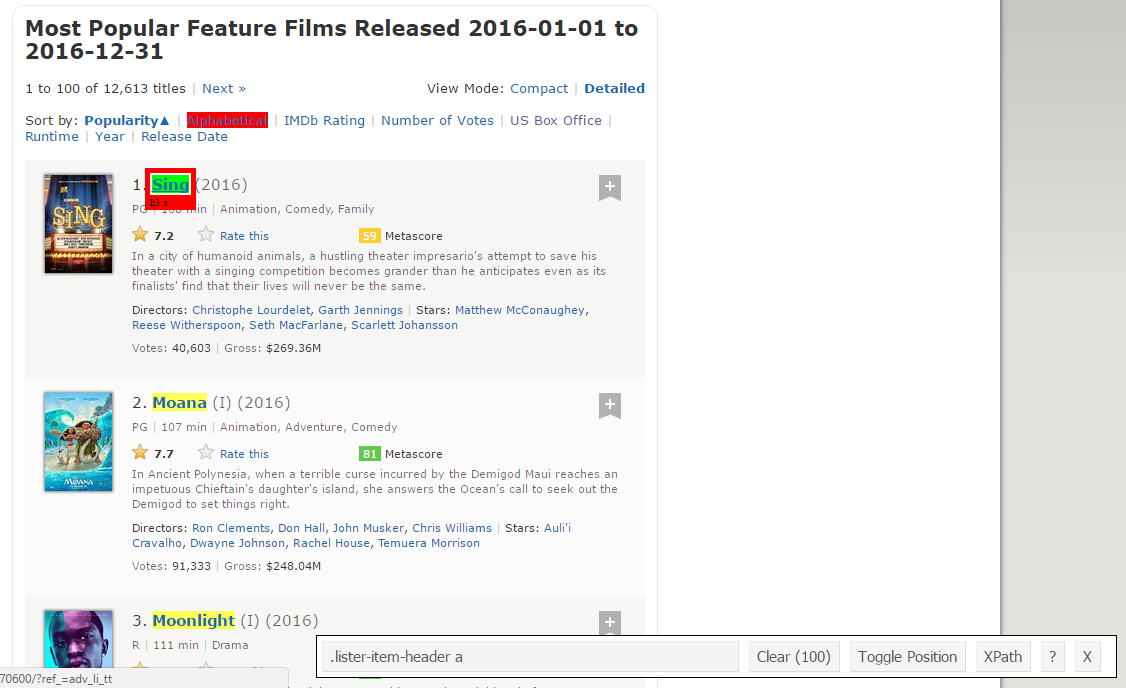 Most Popular Feature Films Released 2016-01-01 to
2016-12-31
1 to 100 of 12,613 titles | Next »
View Mode: Compact | Detailed
Sort by: Popularity▲ | Alphabetical | IMDb Rating | Number of Votes | US Box Office |
Runtime | Year | Release Date
SING
1. Sing (2016)
h3 a
PG | 108 min | Animation, Comedy, Family
7.2 Rate this 59 Metascore
In a city of humanoid animals, a hustling theater impresario's attempt to save his
theater with a singing competition becomes grander than he anticipates even as its
finalists' find that their lives will never be the same.
Directors: Christophe Lourdelet, Garth Jennings | Stars: Matthew McConaughey,
Reese Witherspoon, Seth MacFarlane, Scarlett Johansson
Votes: 40,603 | Gross: $269.36M
MOANA
2. Moana (I) (2016)
PG | 107 min | Animation, Adventure, Comedy
7.7 Rate this 81 Metascore
In Ancient Polynesia, when a terrible curse incurred by the Demigod Maui reaches an
impetuous Chieftain's daughter's island, she answers the Ocean's call to seek out the
Demigod to set things right.
Directors: Ron Clements, Don Hall, John Musker, Chris Williams | Stars: Auli'i
Cravalho, Dwayne Johnson, Rachel House, Temuera Morrison
Votes: 91,333 | Gross: $248.04M
3. Moonlight (I) (2016)
R | 111 min | Drama
.lister-item-header a
Clear (100)
Toggle Position
XPath
?
X
70600/?ref_=adv_li_tt